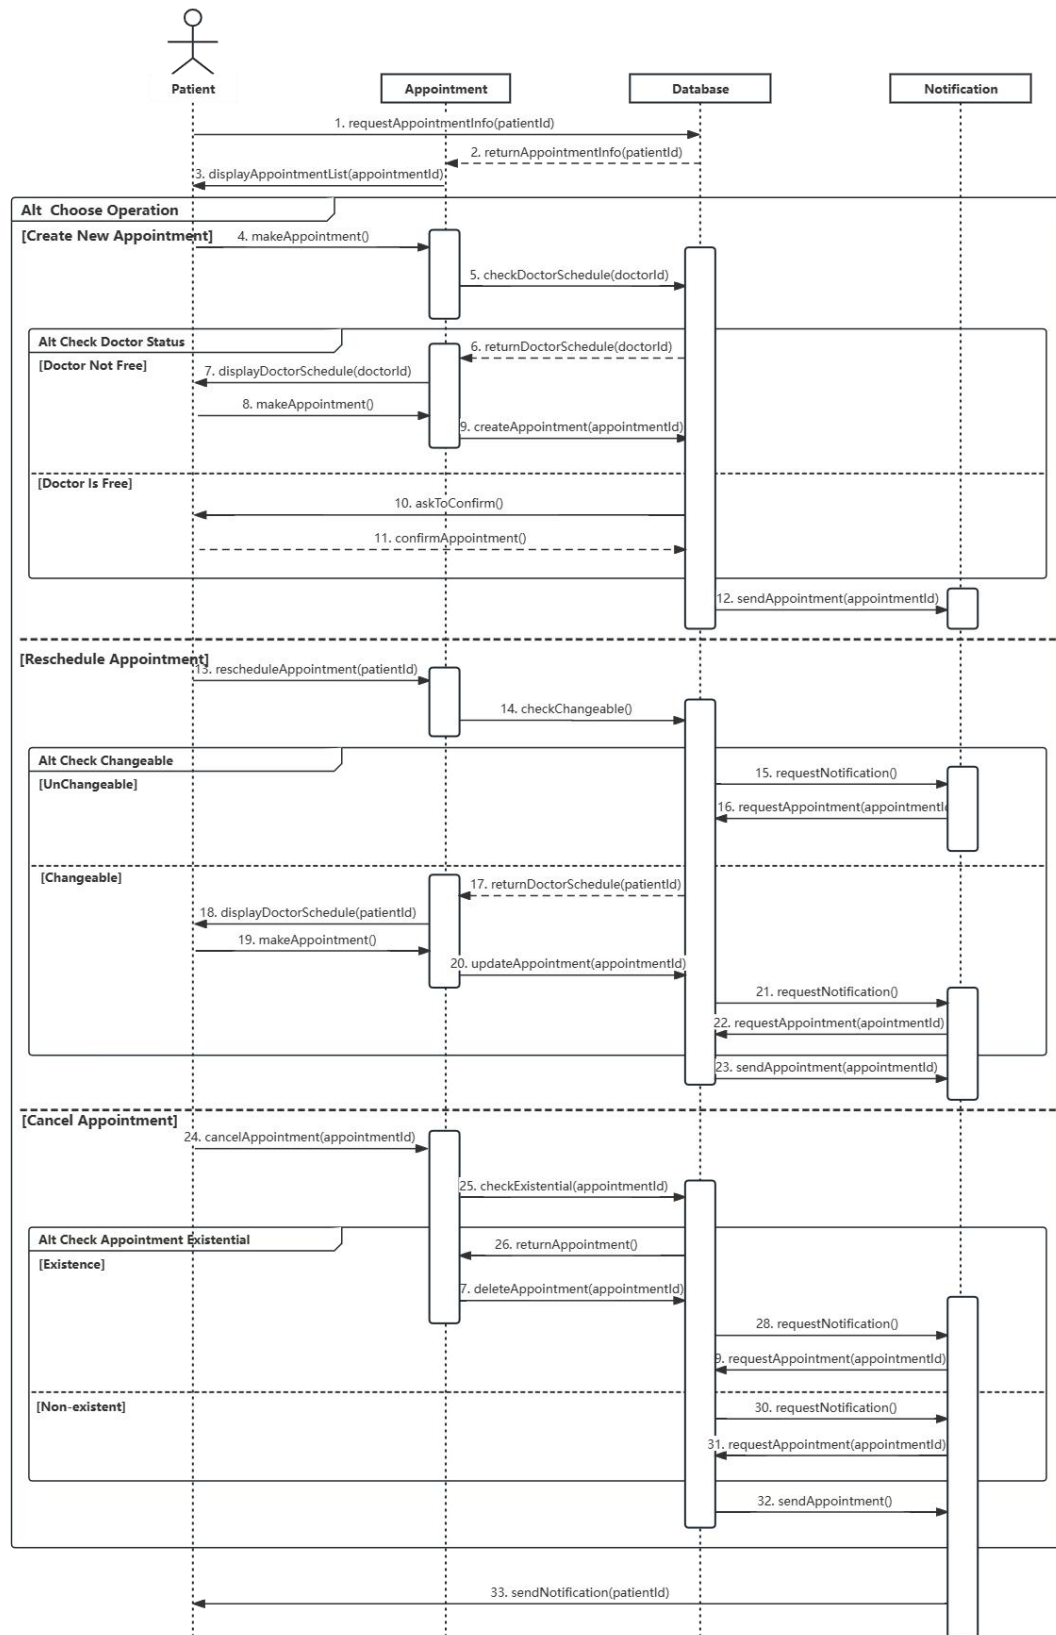 Patient
Appointment
Database
Notification
1. requestAppointmentInfo(patientId)
2. returnAppointmentInfo(patientId)
3. displayAppointmentList(appointmentId)
Alt  Choose Operation
[Create New Appointment]
4. makeAppointment()
5. checkDoctorSchedule(doctorId)
Alt Check Doctor Status
6. returnDoctorSchedule(doctorId)
[Doctor Not Free]
7. displayDoctorSchedule(doctorId)
8. makeAppointment()
9. createAppointment(appointmentId)
[Doctor Is Free]
10. askToConfirm()
11. confirmAppointment()
12. sendAppointment(appointmentId)
[Reschedule Appointment]
13. rescheduleAppointment(patientId)
14. checkChangeable()
Alt Check Changeable
15. requestNotification()
[UnChangeable]
16. requestAppointment(appointmentId
[Changeable]
17. returnDoctorSchedule(patientId)
18. displayDoctorSchedule(patientId)
19. makeAppointment()
20. updateAppointment(appointmentId)
21. requestNotification()
22. requestAppointment(apointmentId)
23. sendAppointment(appointmentId)
[Cancel Appointment]
24. cancelAppointment(appointmentId)
25. checkExistential(appointmentId)
Alt Check Appointment Existential
26. returnAppointment()
[Existence]
7. deleteAppointment(appointmentId)
28. requestNotification()
9. requestAppointment(appointmentId)
[Non-existent]
30. requestNotification()
31. requestAppointment(appointmentId)
32. sendAppointment()
33. sendNotification(patientId)